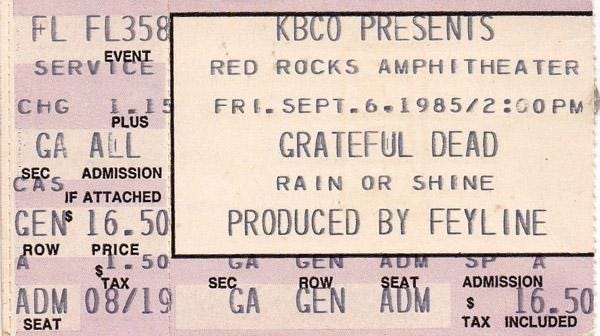 FL FL358 KBCO PRESENTS
EVENT
SERVICE RED ROCKS AMPHITHEATER
CHG 1.15 FRI.SEPT.6.1985/2:00PM
PLUS
GA ALL GRATEFUL DEAD
SEC ADMISSION
CAS RAIN OR SHINE
IF ATTACHED
GEN $ 16.50 PRODUCED BY FEYLINE
ROW PRICE
A 1.50 GA GEN ADM SP A
$ TAX SEC ROW SEAT ADMISSION
ADM 08/19 GA GEN ADM $ 16.50
SEAT TAX INCLUDED